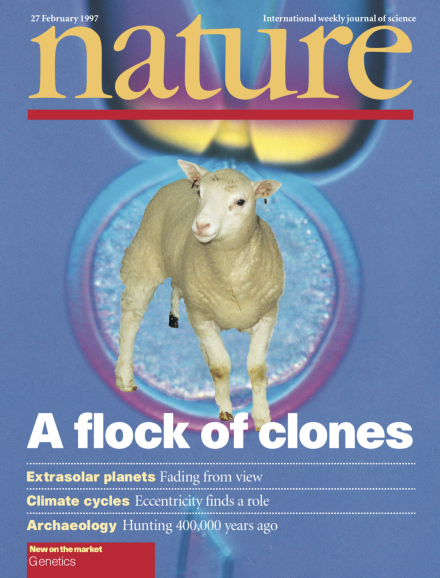 27 February 1997
International weekly journal of science
nature
A flock of clones
Extrasolar planets Fading from view
Climate cycles Eccentricity finds a role
Archaeology Hunting 400,000 years ago
New on the market
Genetics